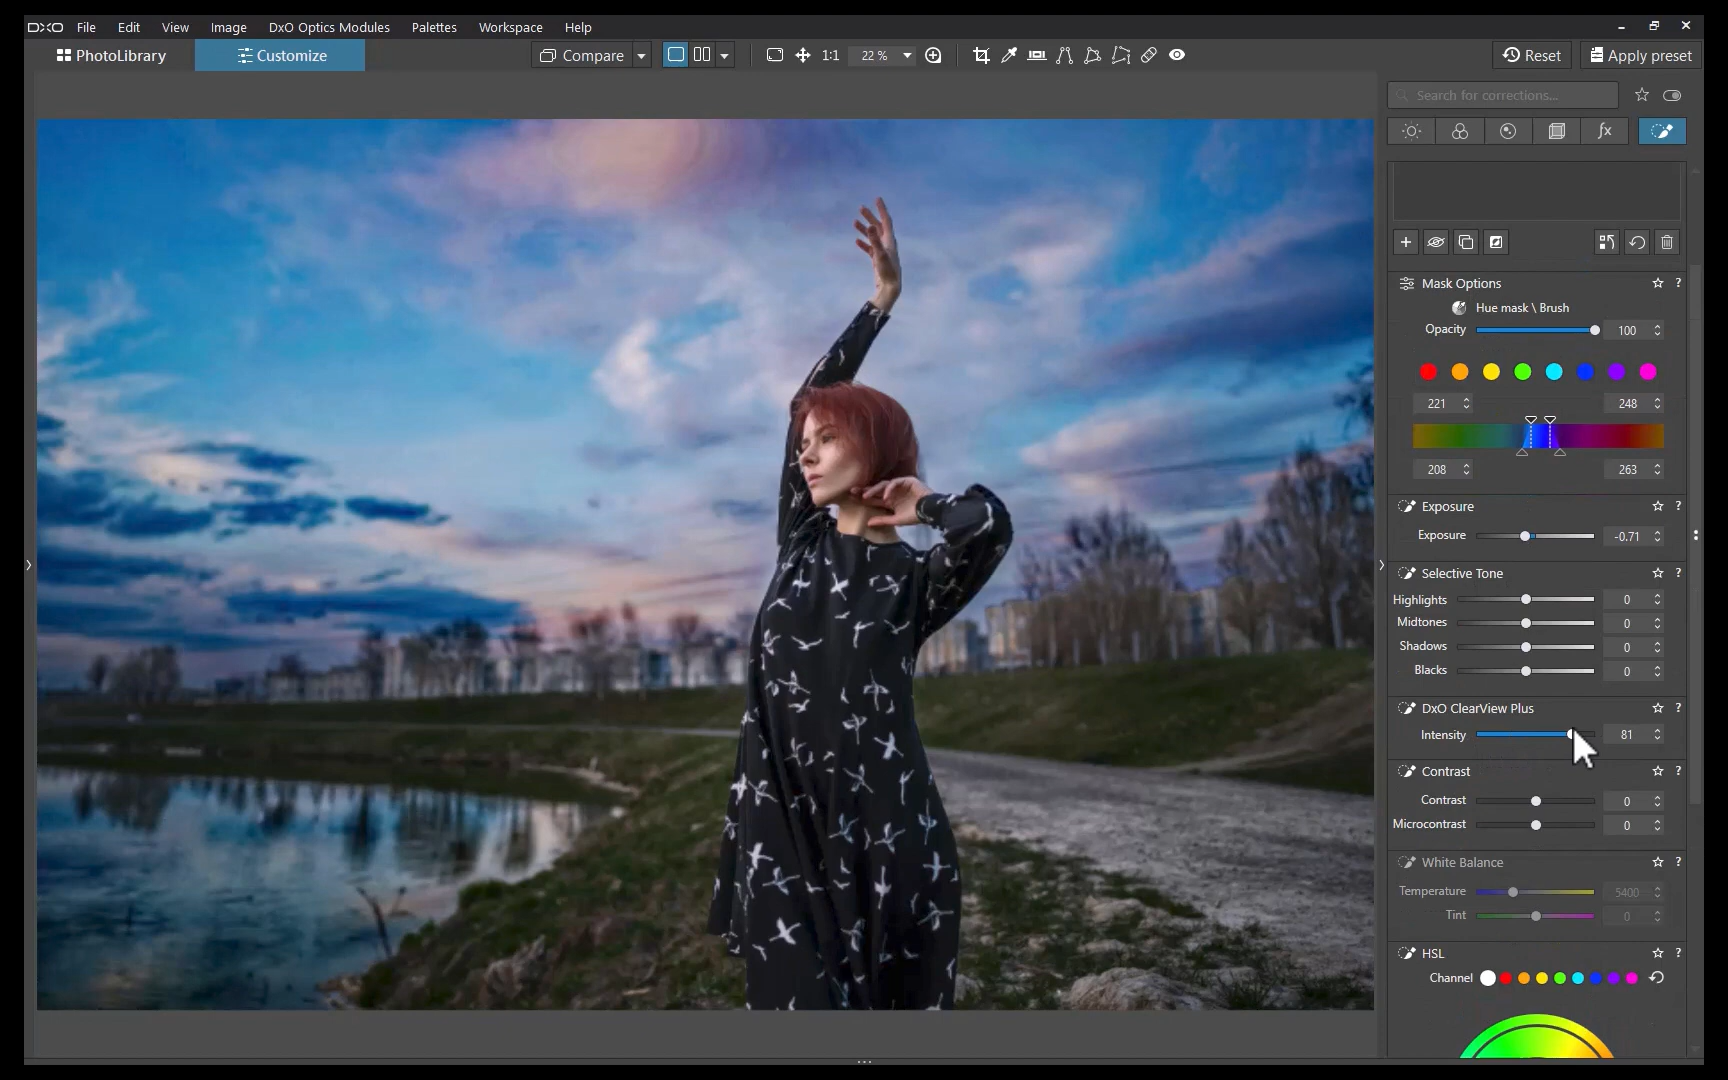 DXO File Edit View Image DxO Optics Modules Palettes Workspace Help
PhotoLibrary Customize Compare 1:1 22 % Reset Apply preset
Search for corrections...
fx
Mask Options ?
Hue mask \ Brush
Opacity 100
221 248
208 263
Exposure ?
Exposure -0.71
Selective Tone ?
Highlights 0
Midtones 0
Shadows 0
Blacks 0
DxO ClearView Plus ?
Intensity 81
Contrast ?
Contrast 0
Microcontrast 0
White Balance ?
Temperature 5400
Tint 0
HSL ?
Channel